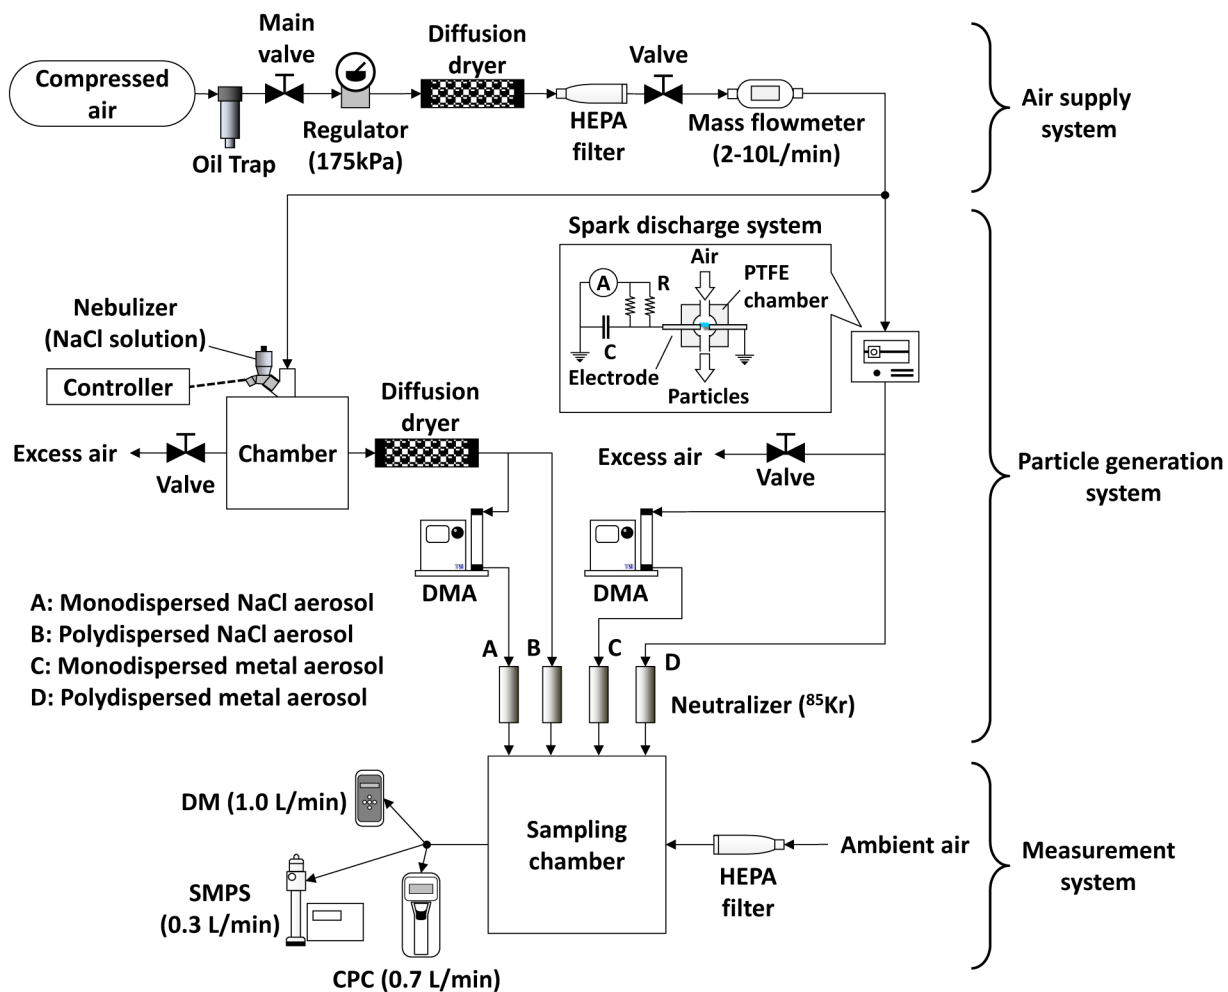 Main
valve
Diffusion
dryer
Valve
Compressed
air
Oil Trap
Regulator
(175kPa)
HEPA
filter
Mass flowmeter
(2-10L/min)
Air supply
system
Spark discharge system
Air
A
R
PTFE
chamber
C
Electrode
Particles
Nebulizer
(NaCl solution)
Controller
Diffusion
dryer
Excess air
Valve
Chamber
Excess air
Valve
Particle generation
system
TSI
DMA
TSI
DMA
A: Monodispersed NaCl aerosol
B: Polydispersed NaCl aerosol
C: Monodispersed metal aerosol
D: Polydispersed metal aerosol
A
B
C
D
Neutralizer (⁸⁵Kr)
DM (1.0 L/min)
Sampling
chamber
Ambient air
HEPA
filter
Measurement
system
SMPS
(0.3 L/min)
CPC (0.7 L/min)